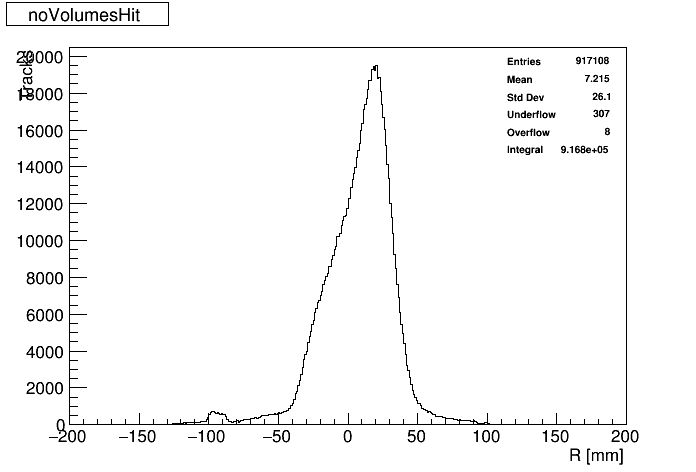 noVolumesHit
Tracks
20000
18000
16000
14000
12000
10000
8000
6000
4000
2000
0
Entries 917108
Mean 7.215
Std Dev 26.1
Underflow 307
Overflow 8
Integral 9.168e+05
−200 −150 −100 −50 0 50 100 150 200
R [mm]